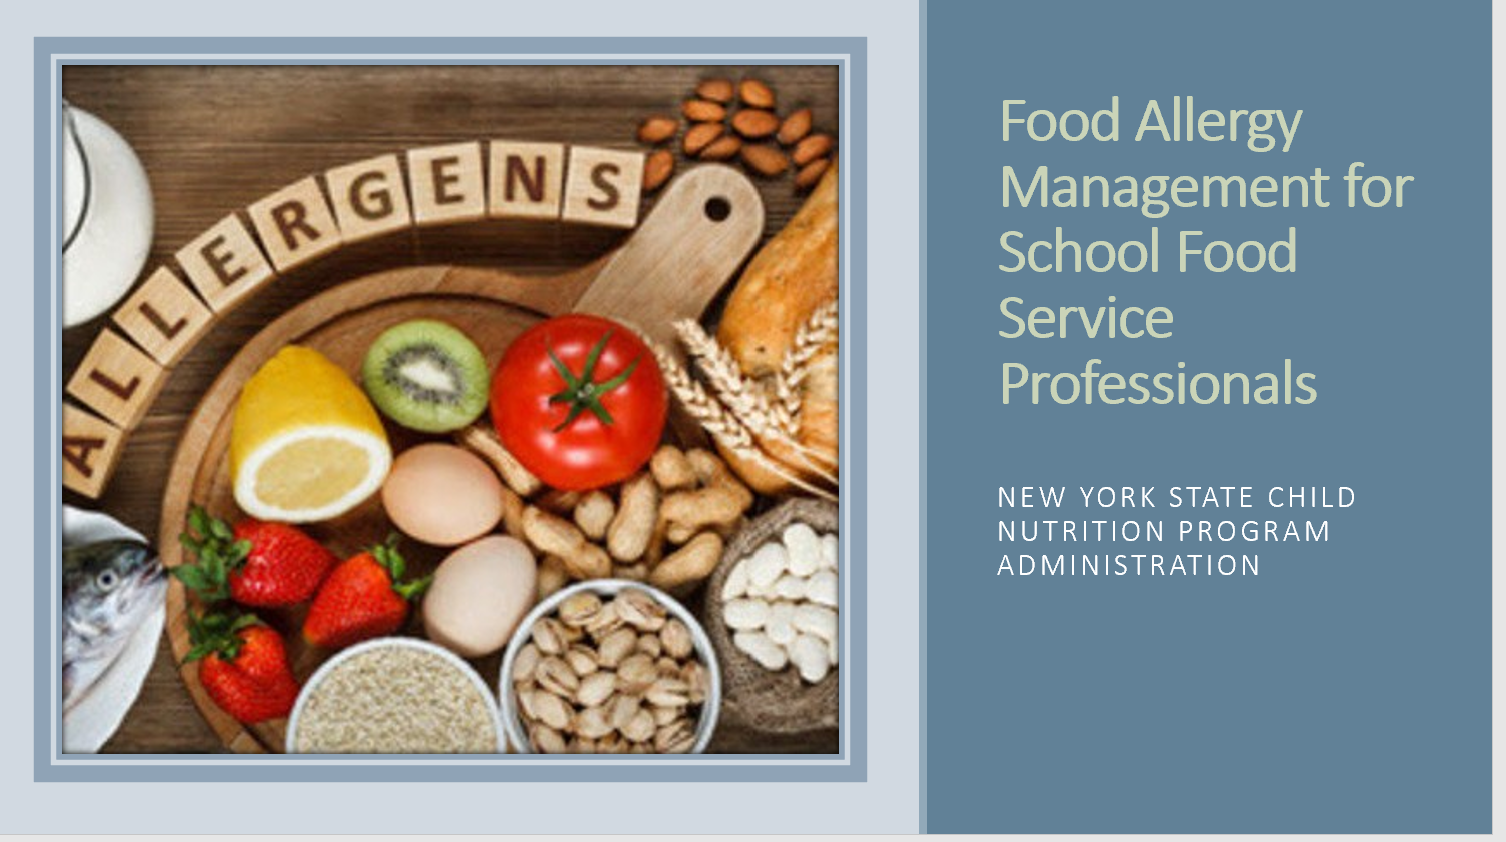 ALLERGENS
Food Allergy
Management for
School Food
Service
Professionals
NEW YORK STATE CHILD
NUTRITION PROGRAM
ADMINISTRATION